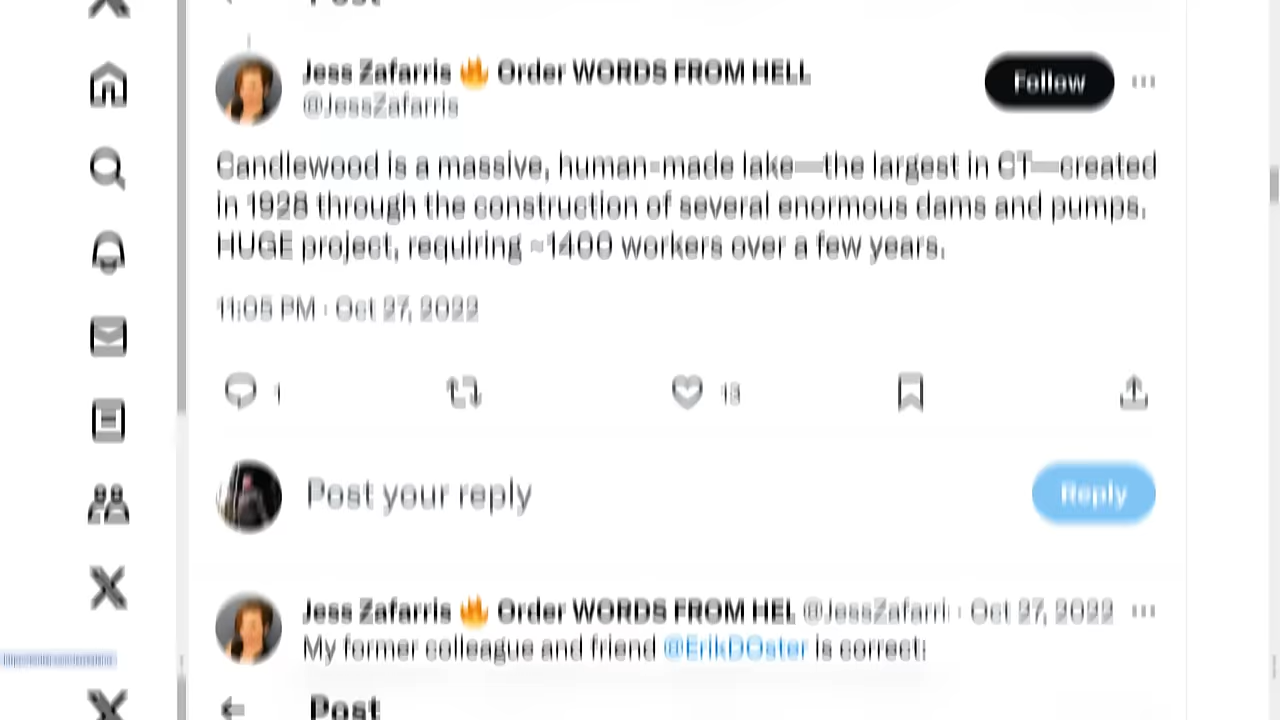 Post
Jess Zafarris 🔥 Order WORDS FROM HELL
@JessZafarris
Follow
Candlewood is a massive, human-made lake—the largest in CT—created
in 1928 through the construction of several enormous dams and pumps.
HUGE project, requiring ~1400 workers over a few years.
11:05 PM · Oct 27, 2022
1
13
Post your reply
Reply
Jess Zafarris 🔥 Order WORDS FROM HEL @JessZafarri · Oct 27, 2022
My former colleague and friend @ErikDOster is correct:
Post